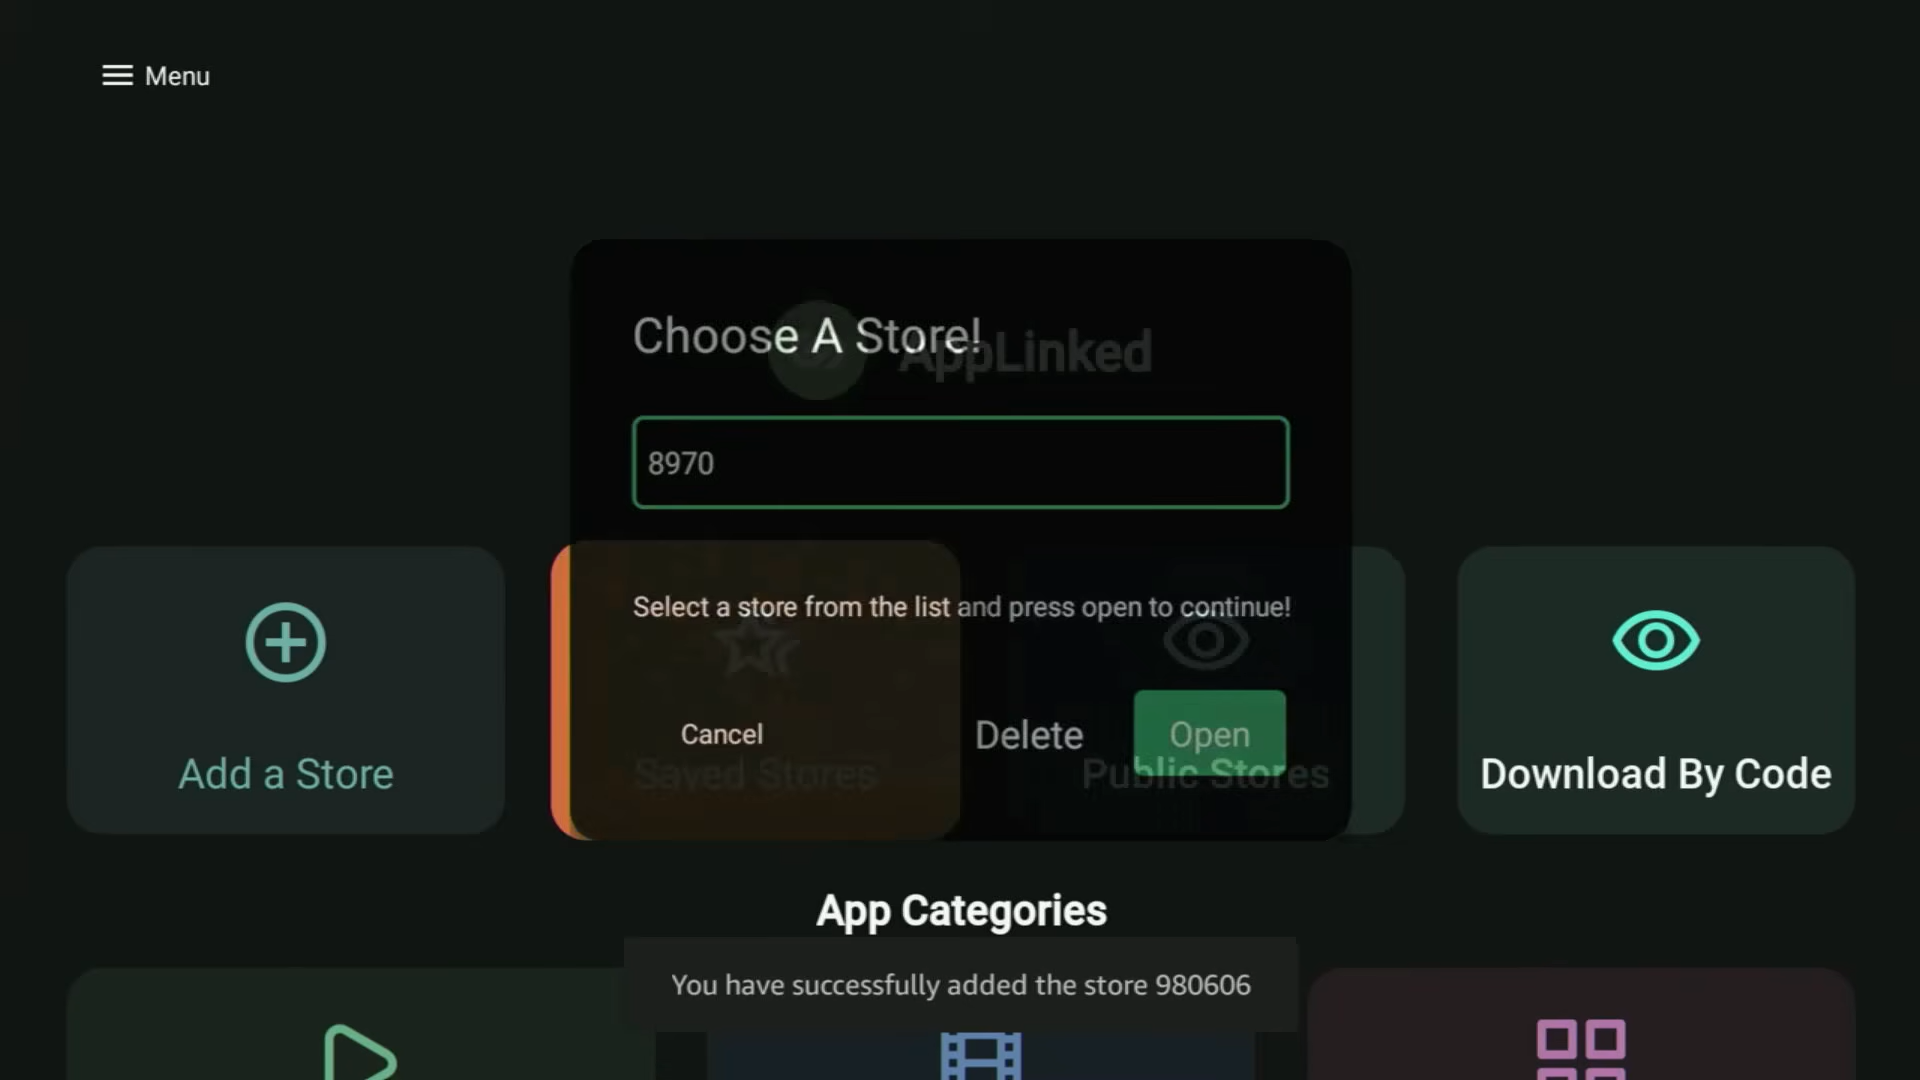 Menu
Choose A Store!
AppLinked
8970
Select a store from the list and press open to continue!
Cancel
Delete
Open
Add a Store
Saved Stores
Public Stores
Download By Code
App Categories
You have successfully added the store 980606